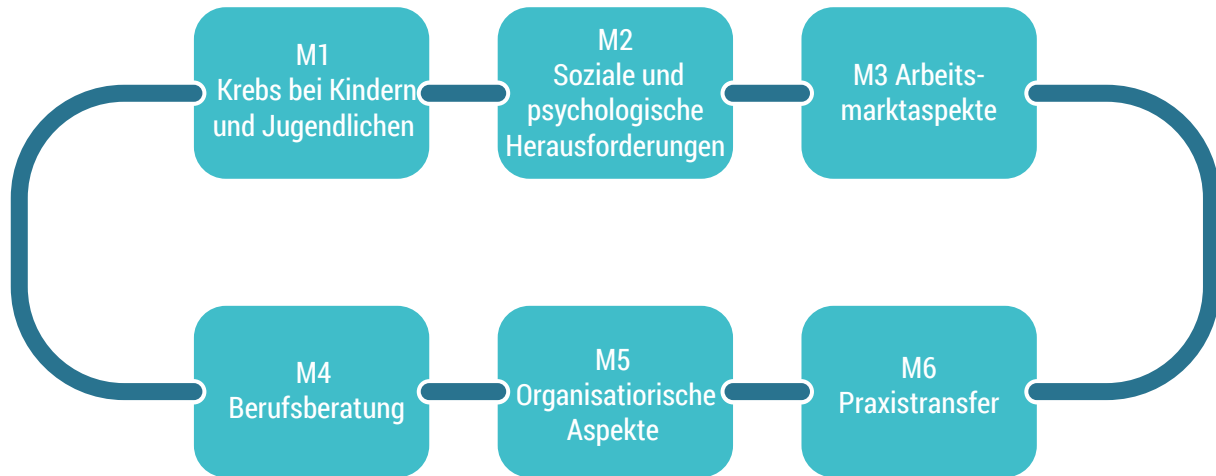 M1
Krebs bei Kindern
und Jugendlichen
M2
Soziale und
psychologische
Herausforderungen
M3 Arbeits-
marktaspekte
M4
Berufsberatung
M5
Organisatiorische
Aspekte
M6
Praxistransfer